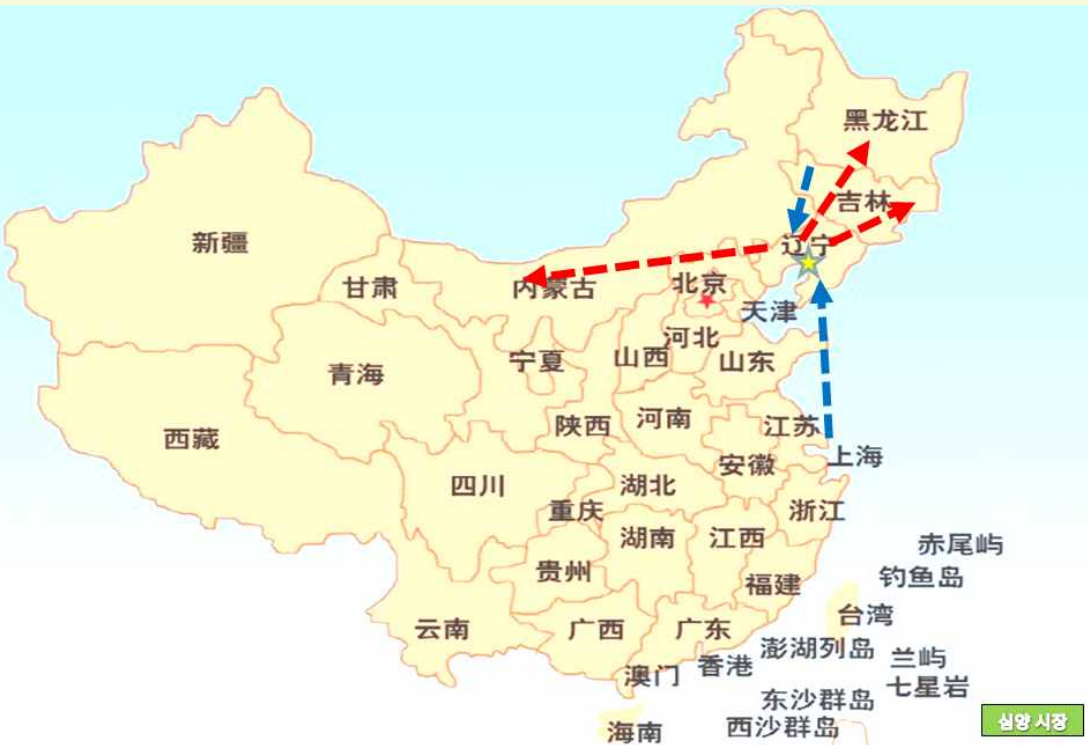 黑龙江
吉林
辽宁
新疆
甘肃
内蒙古
北京
天津
宁夏
山西
河北
山东
青海
陕西
河南
江苏
西藏
安徽
上海
四川
湖北
重庆
浙江
湖南
江西
贵州
福建
赤尾屿
钓鱼岛
台湾
云南
广西
广东
澎湖列岛
兰屿
澳门
香港
七星岩
东沙群岛
海南
西沙群岛
심양 시장